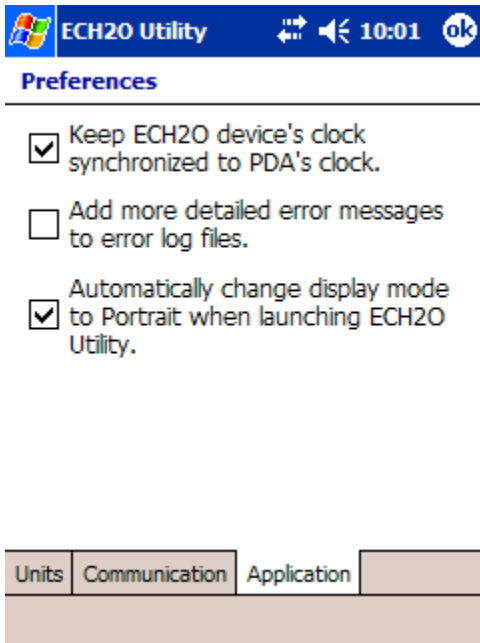 ECH2O Utility 10:01 ok
Preferences
Keep ECH2O device's clock
synchronized to PDA's clock.
Add more detailed error messages
to error log files.
Automatically change display mode
to Portrait when launching ECH2O
Utility.
Units Communication Application